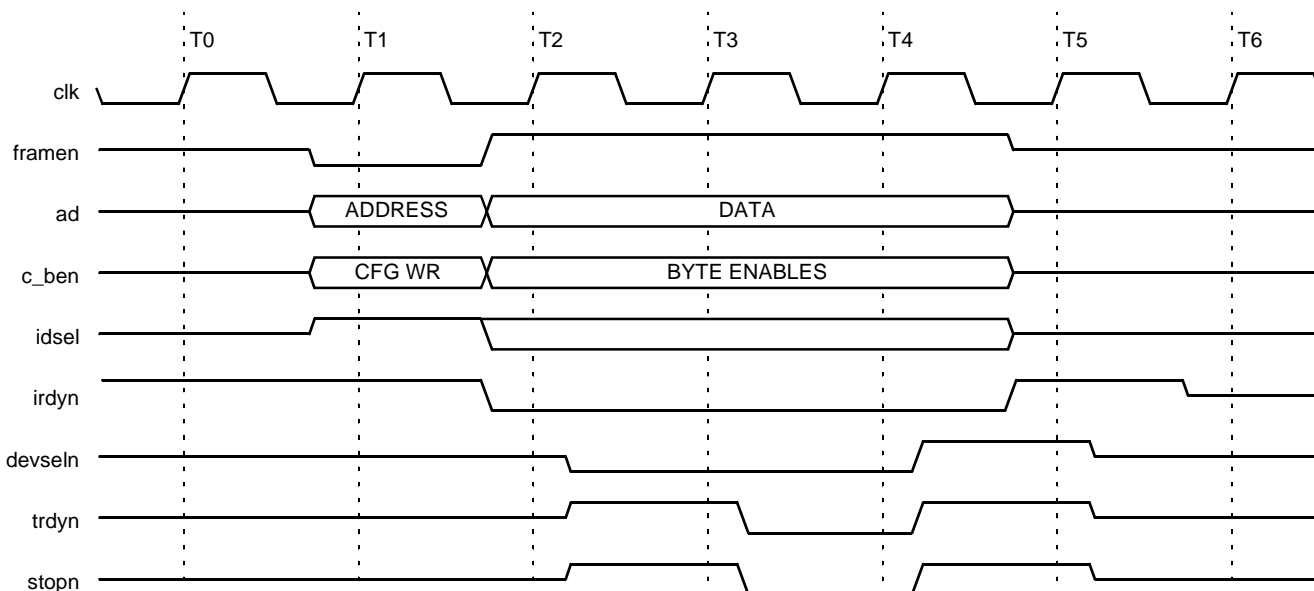 T0 T1 T2 T3 T4 T5 T6
clk
framen
ad ADDRESS DATA
c_ben CFG WR BYTE ENABLES
idsel
irdyn
devseln
trdyn
stopn